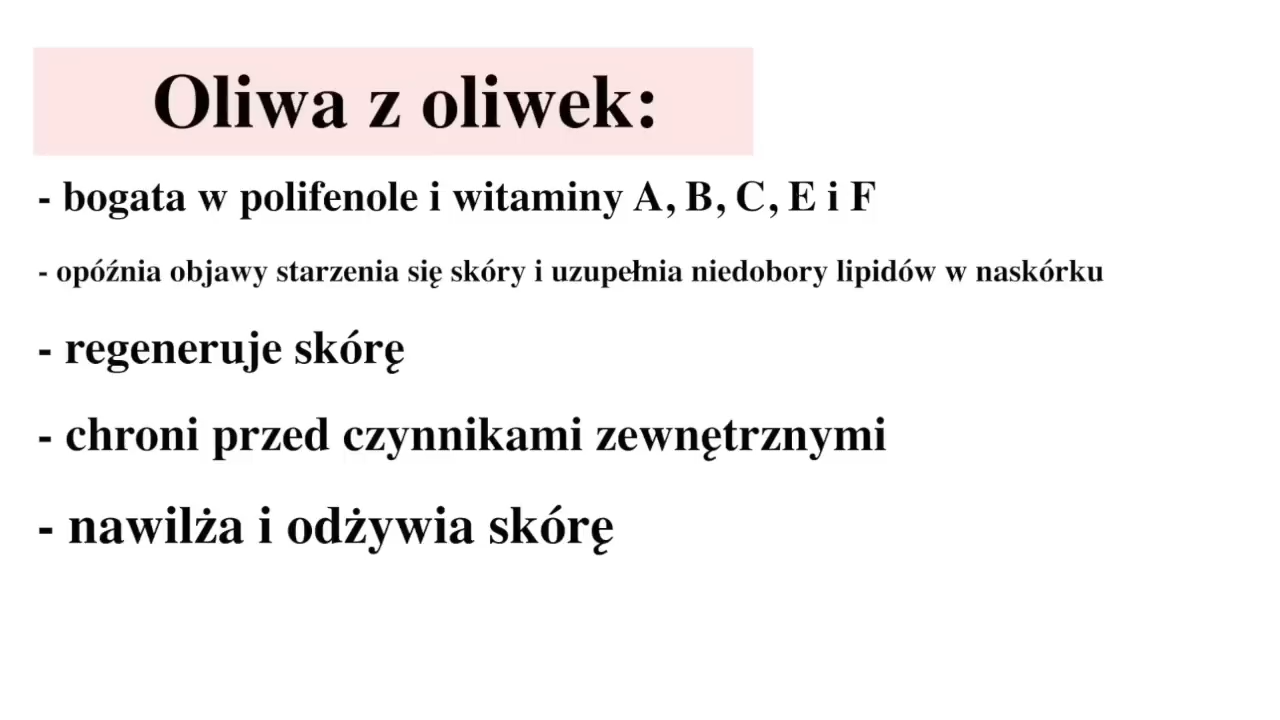 Oliwa z oliwek:
- bogata w polifenole i witaminy A, B, C, E i F
- opóźnia objawy starzenia się skóry i uzupełnia niedobory lipidów w naskórku
- regeneruje skórę
- chroni przed czynnikami zewnętrznymi
- nawilża i odżywia skórę